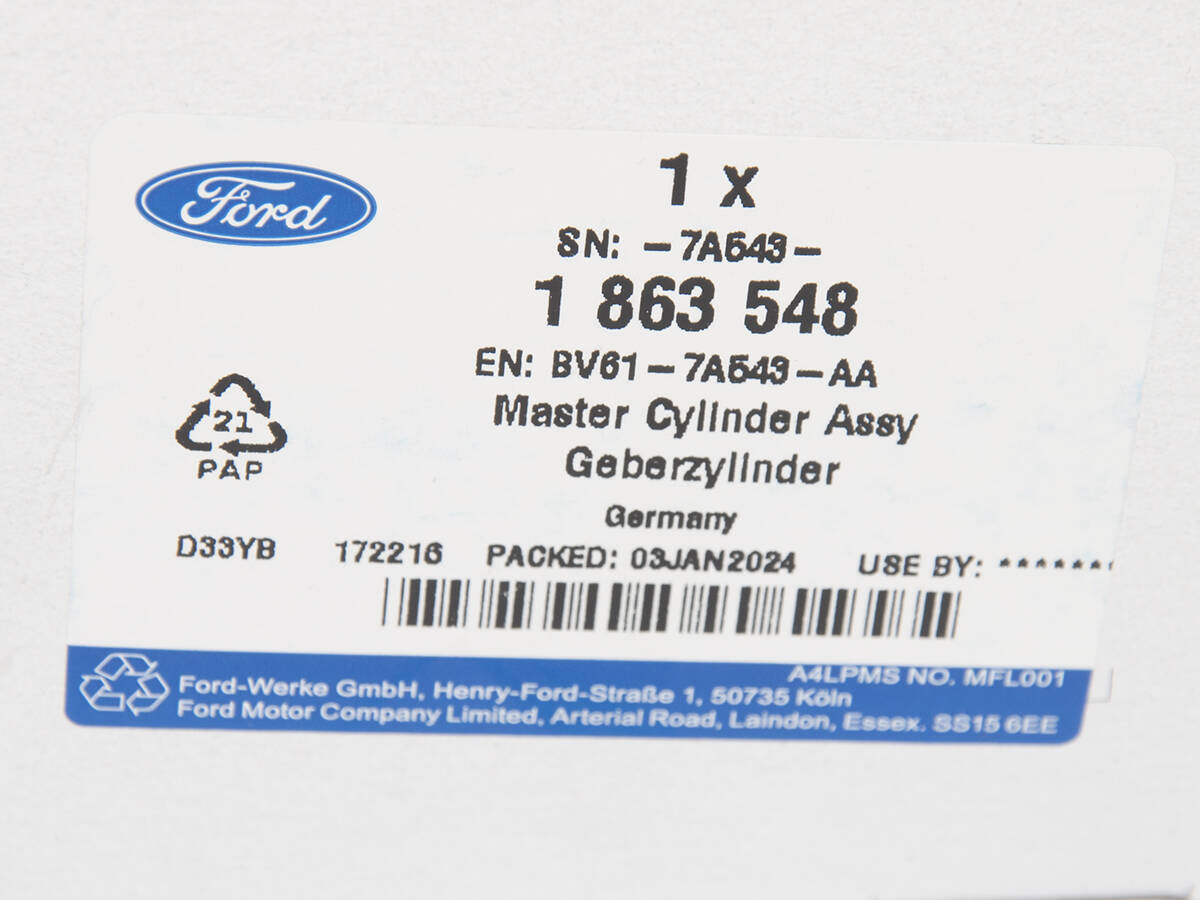 Ford
1 x
SN: -7A543-
1 863 548
EN: BV61-7A543-AA
Master Cylinder Assy
Geberzylinder
21
PAP
Germany
D33YB 172216 PACKED: 03JAN2024 USE BY: *******
A4LPMS NO. MFL001
Ford-Werke GmbH, Henry-Ford-Straße 1, 50735 Köln
Ford Motor Company Limited, Arterial Road, Laindon, Essex. SS15 6EE